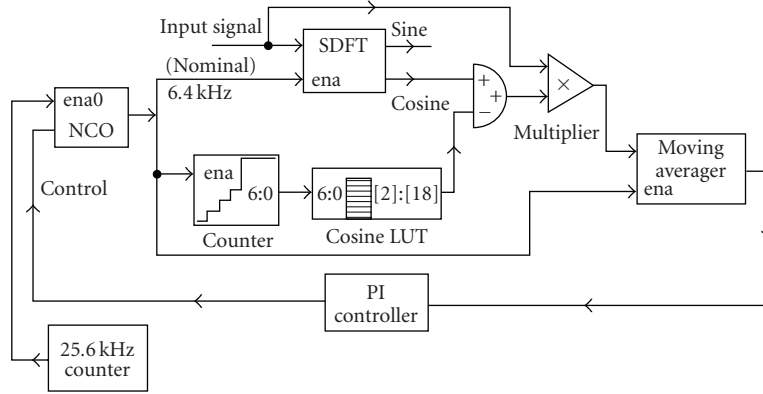 Input signal
SDFT
Sine
(Nominal)
6.4 kHz
ena
Cosine
+
+
−
×
Multiplier
ena0
NCO
Control
ena
6:0
Counter
6:0
[2]:[18]
Cosine LUT
Moving
averager
ena
PI
controller
25.6 kHz
counter